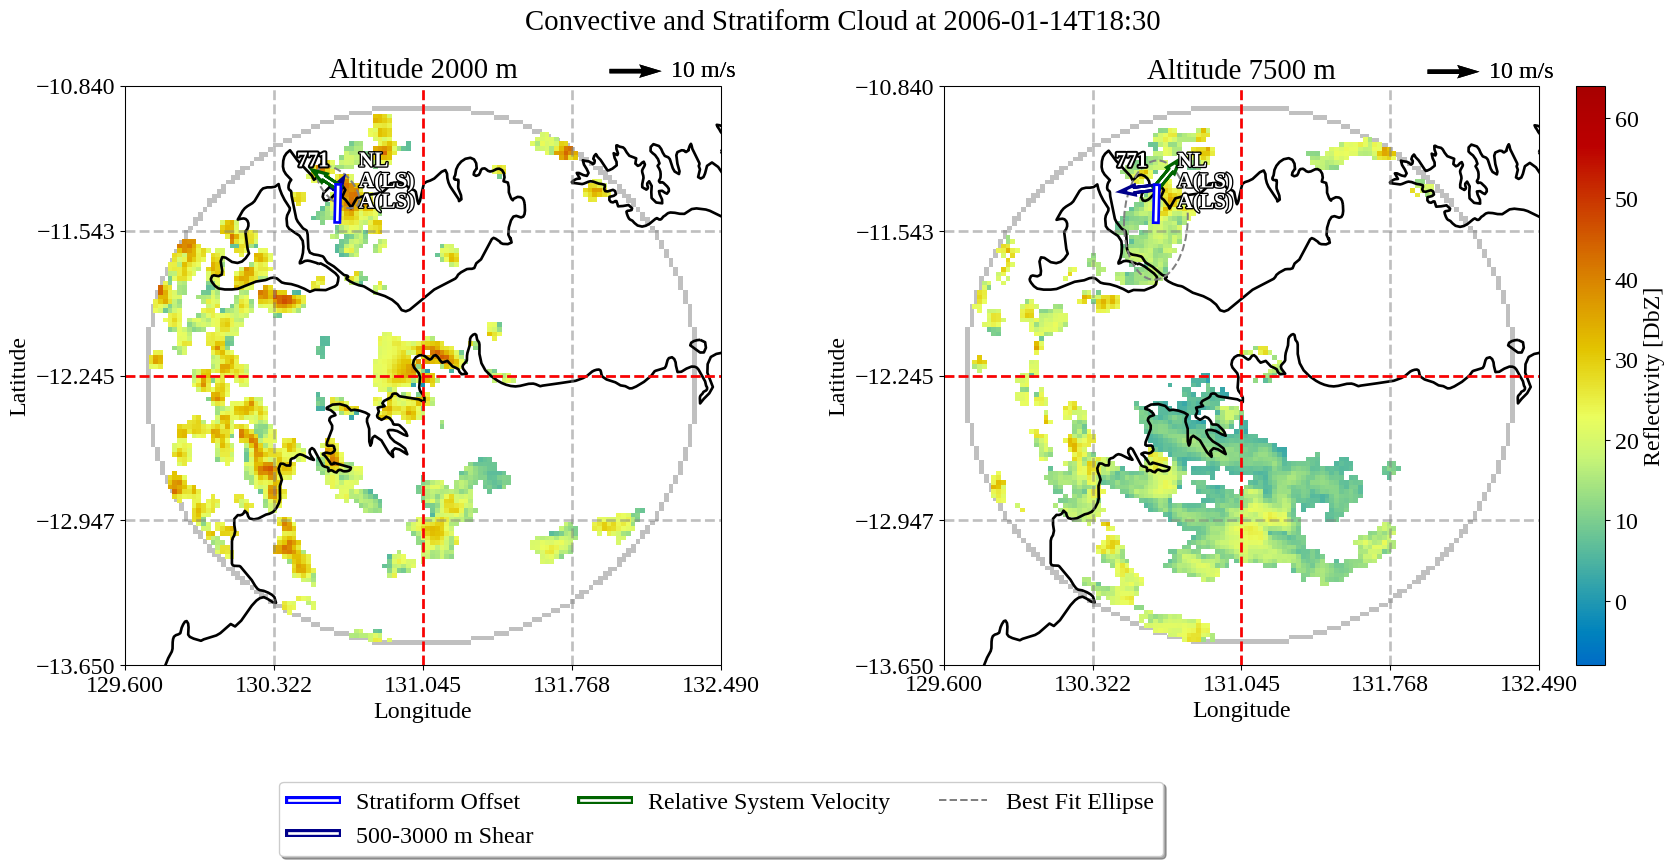 Convective and Stratiform Cloud at 2006-01-14T18:30
Altitude 2000 m
10 m/s
Altitude 7500 m
10 m/s
−10.840
−11.543
−12.245
−12.947
−13.650
Latitude
129.600
130.322
131.045
131.768
132.490
Longitude
771
NL
A(LS)
A(LS)
−10.840
−11.543
−12.245
−12.947
−13.650
Latitude
129.600
130.322
131.045
131.768
132.490
Longitude
771
NL
A(LS)
A(LS)
60
50
40
30
20
10
0
Reflectivity [DbZ]
Stratiform Offset
Relative System Velocity
Best Fit Ellipse
500-3000 m Shear